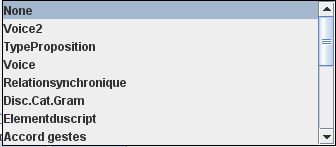 None
Voice2
TypeProposition
Voice
Relationsynchronique
Disc.Cat.Gram
Elementduscript
Accord gestes